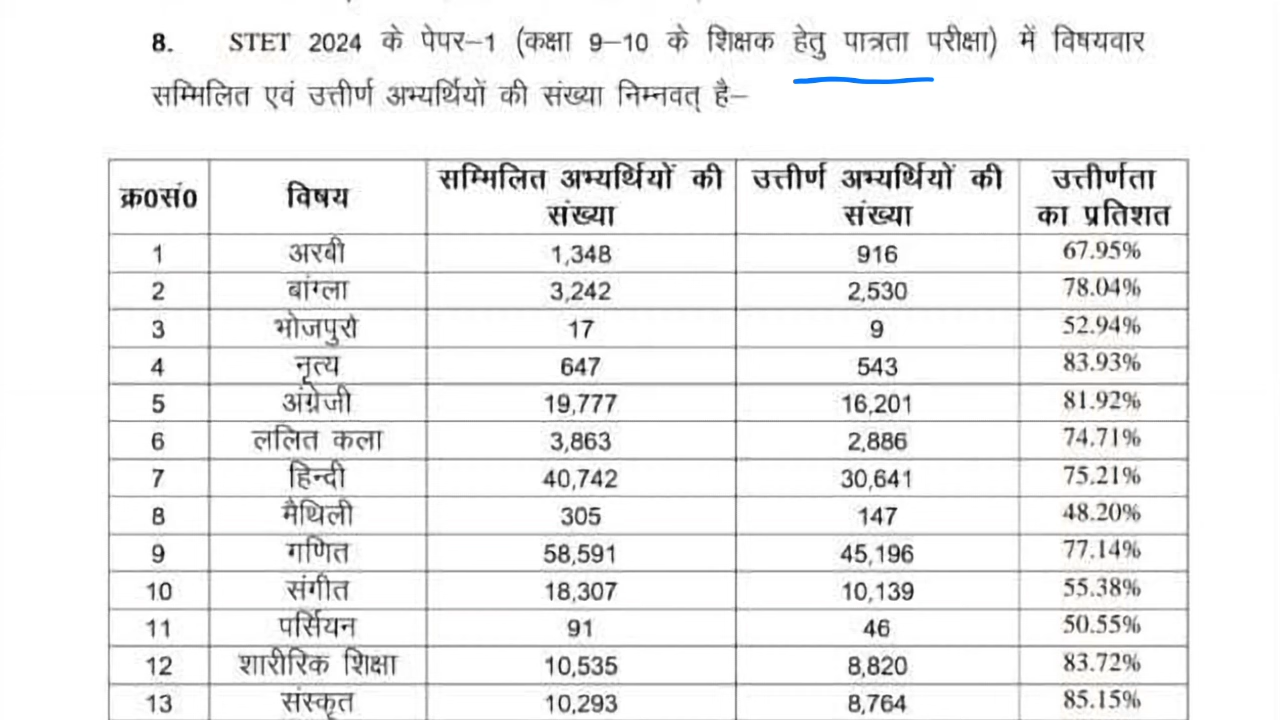 8. STET 2024 के पेपर–1 (कक्षा 9–10 के शिक्षक हेतु पात्रता परीक्षा) में विषयवार
सम्मिलित एवं उत्तीर्ण अभ्यर्थियों की संख्या निम्नवत् है–
क्र0सं0 विषय सम्मिलित अभ्यर्थियों की संख्या उत्तीर्ण अभ्यर्थियों की संख्या उत्तीर्णता का प्रतिशत
1 अरबी 1,348 916 67.95%
2 बांग्ला 3,242 2,530 78.04%
3 भोजपुरी 17 9 52.94%
4 नृत्य 647 543 83.93%
5 अंग्रेजी 19,777 16,201 81.92%
6 ललित कला 3,863 2,886 74.71%
7 हिन्दी 40,742 30,641 75.21%
8 मैथिली 305 147 48.20%
9 गणित 58,591 45,196 77.14%
10 संगीत 18,307 10,139 55.38%
11 पर्सियन 91 46 50.55%
12 शारीरिक शिक्षा 10,535 8,820 83.72%
13 संस्कृत 10,293 8,764 85.15%